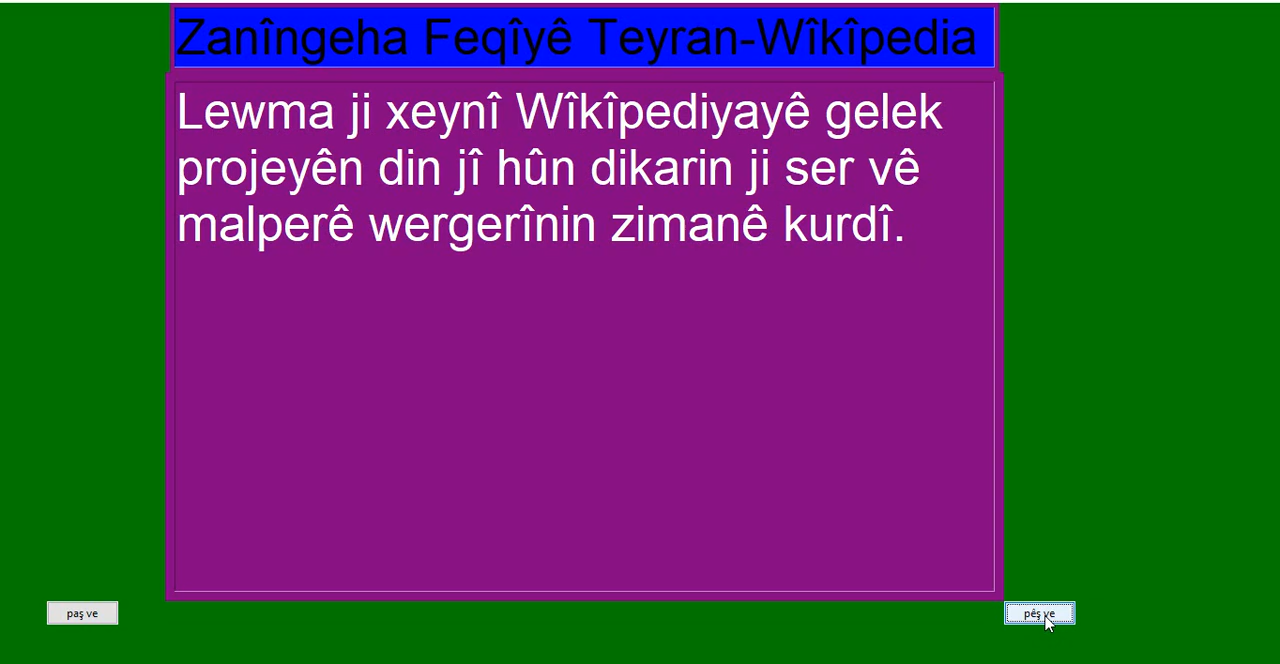 Zanîngeha Feqîyê Teyran-Wîkîpedia
Lewma ji xeynî Wîkîpediyayê gelek
projeyên din jî hûn dikarin ji ser vê
malperê wergerînin zimanê kurdî.
paş ve
pêş ve